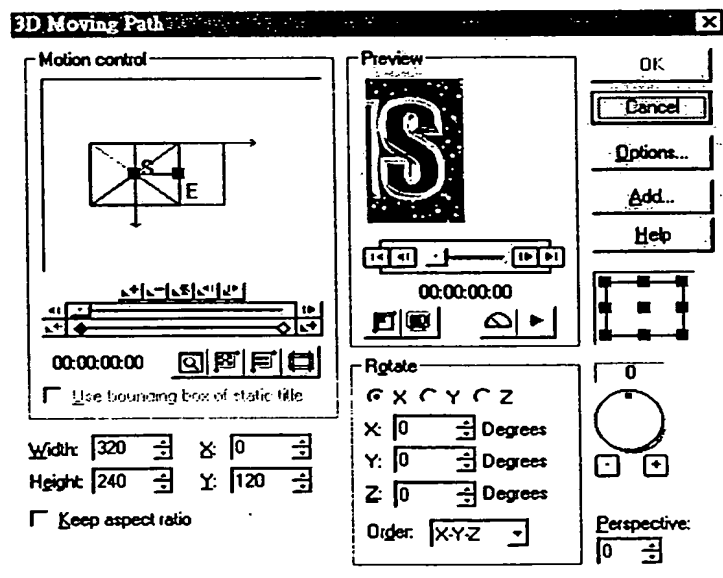 3D Moving Path
Motion control
S
E
00:00:00:00
Use bounding box of static title
Width: 320
X: 0
Height: 240
Y: 120
Keep aspect ratio
Preview
S
00:00:00:00
Rotate
X Y Z
X: 0 Degrees
Y: 0 Degrees
Z: 0 Degrees
Order: X-Y-Z
OK
Cancel
Options...
Add...
Help
0
- +
Perspective:
0